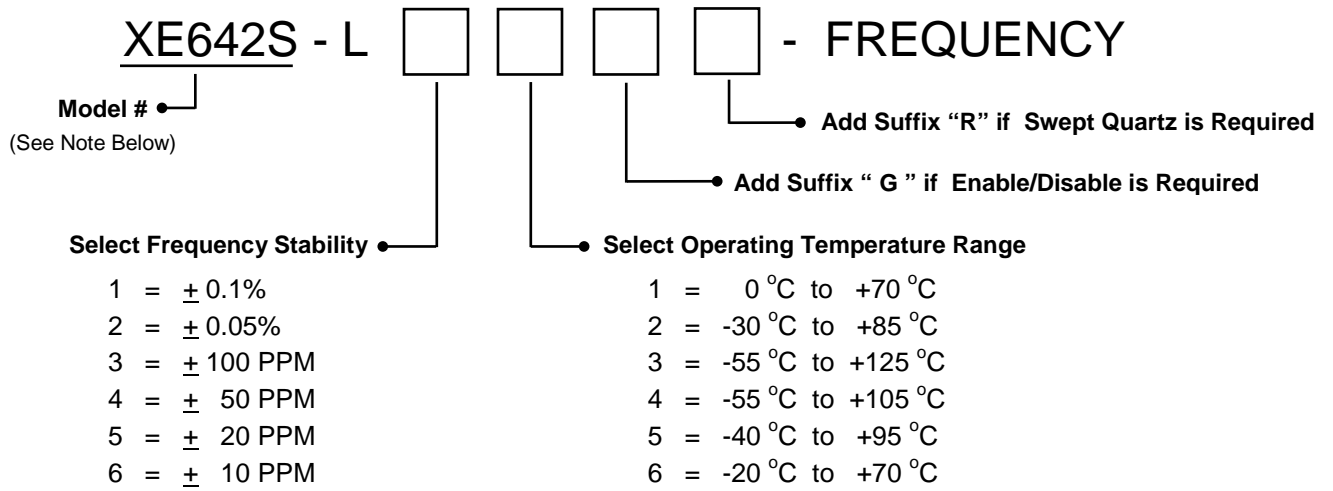 XE642S - L - FREQUENCY
Model #
(See Note Below)
Add Suffix “R” if Swept Quartz is Required
Add Suffix “ G ” if Enable/Disable is Required
Select Frequency Stability
1 = ± 0.1%
2 = ± 0.05%
3 = ± 100 PPM
4 = ± 50 PPM
5 = ± 20 PPM
6 = ± 10 PPM
Select Operating Temperature Range
1 = 0 °C to +70 °C
2 = -30 °C to +85 °C
3 = -55 °C to +125 °C
4 = -55 °C to +105 °C
5 = -40 °C to +95 °C
6 = -20 °C to +70 °C